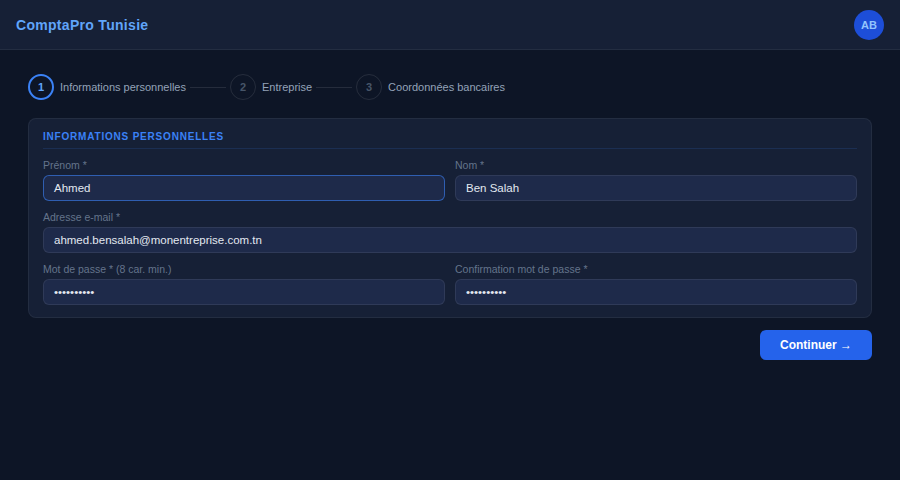 ComptaPro Tunisie
AB
1 Informations personnelles
2 Entreprise
3 Coordonnées bancaires
INFORMATIONS PERSONNELLES
Prénom * Nom *
Ahmed Ben Salah
Adresse e-mail *
ahmed.bensalah@monentreprise.com.tn
Mot de passe * (8 car. min.) Confirmation mot de passe *
•••••••••• ••••••••••
Continuer →